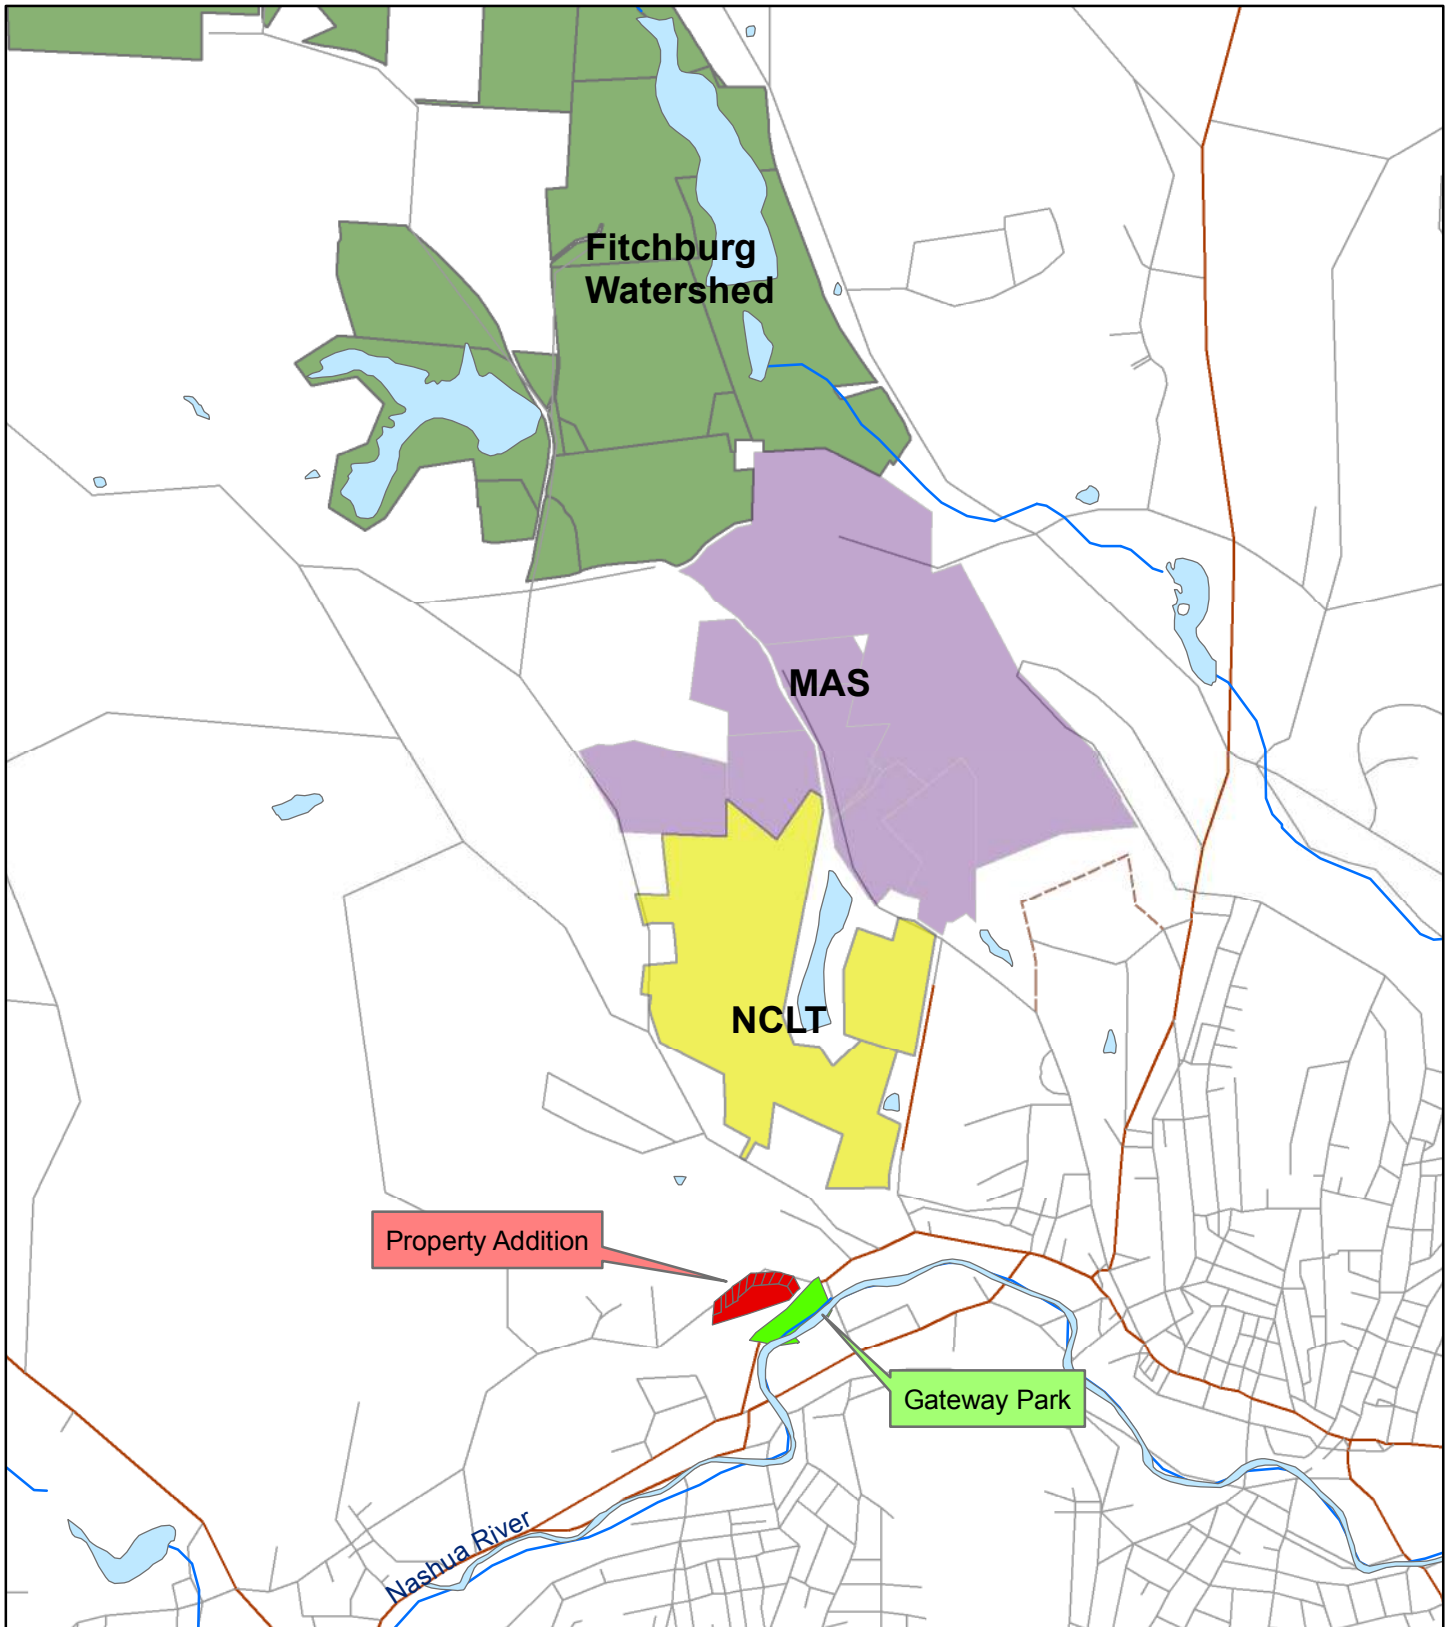 Fitchburg
Watershed
MAS
NCLT
Property Addition
Gateway Park
Nashua River